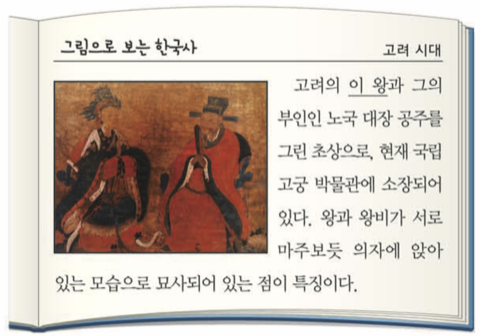 그림으로 보는 한국사
고려 시대
고려의 이 왕과 그의
부인인 노국 대장 공주를
그린 초상으로, 현재 국립
고궁 박물관에 소장되어
있다. 왕과 왕비가 서로
마주보듯 의자에 앉아
있는 모습으로 묘사되어 있는 점이 특징이다.